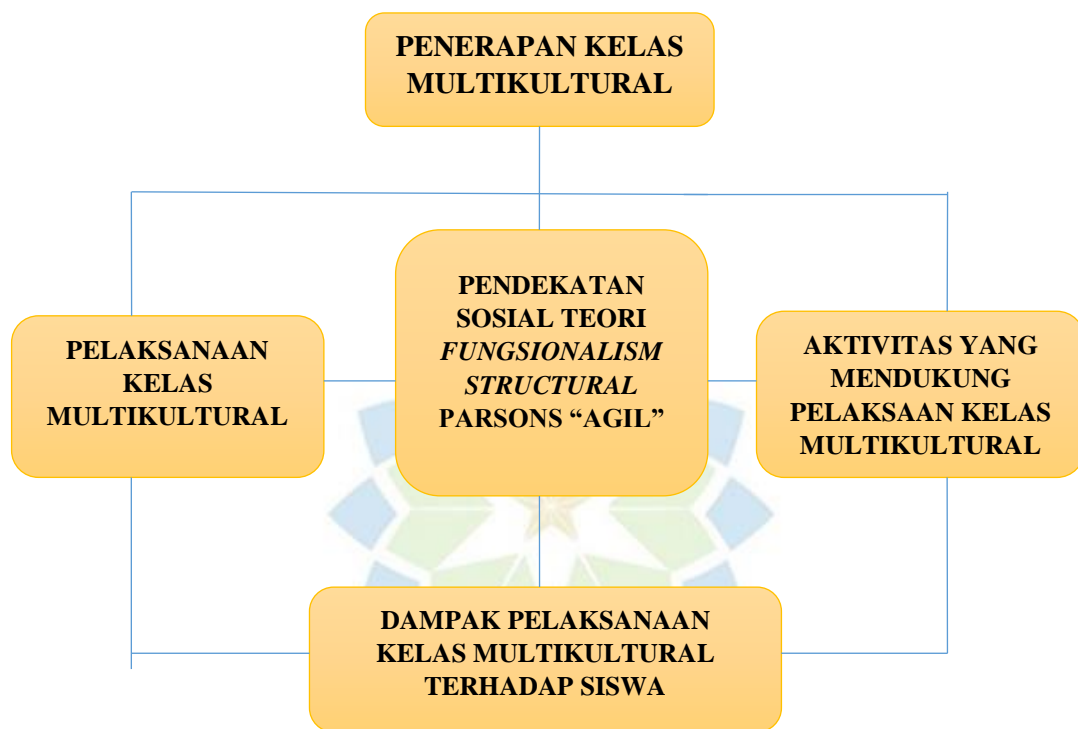 PENERAPAN KELAS
MULTIKULTURAL
PELAKSANAAN
KELAS
MULTIKULTURAL
PENDEKATAN
SOSIAL TEORI
FUNGSIONALISM
STRUCTURAL
PARSONS “AGIL”
AKTIVITAS YANG
MENDUKUNG
PELAKSAAN KELAS
MULTIKULTURAL
DAMPAK PELAKSANAAN
KELAS MULTIKULTURAL
TERHADAP SISWA